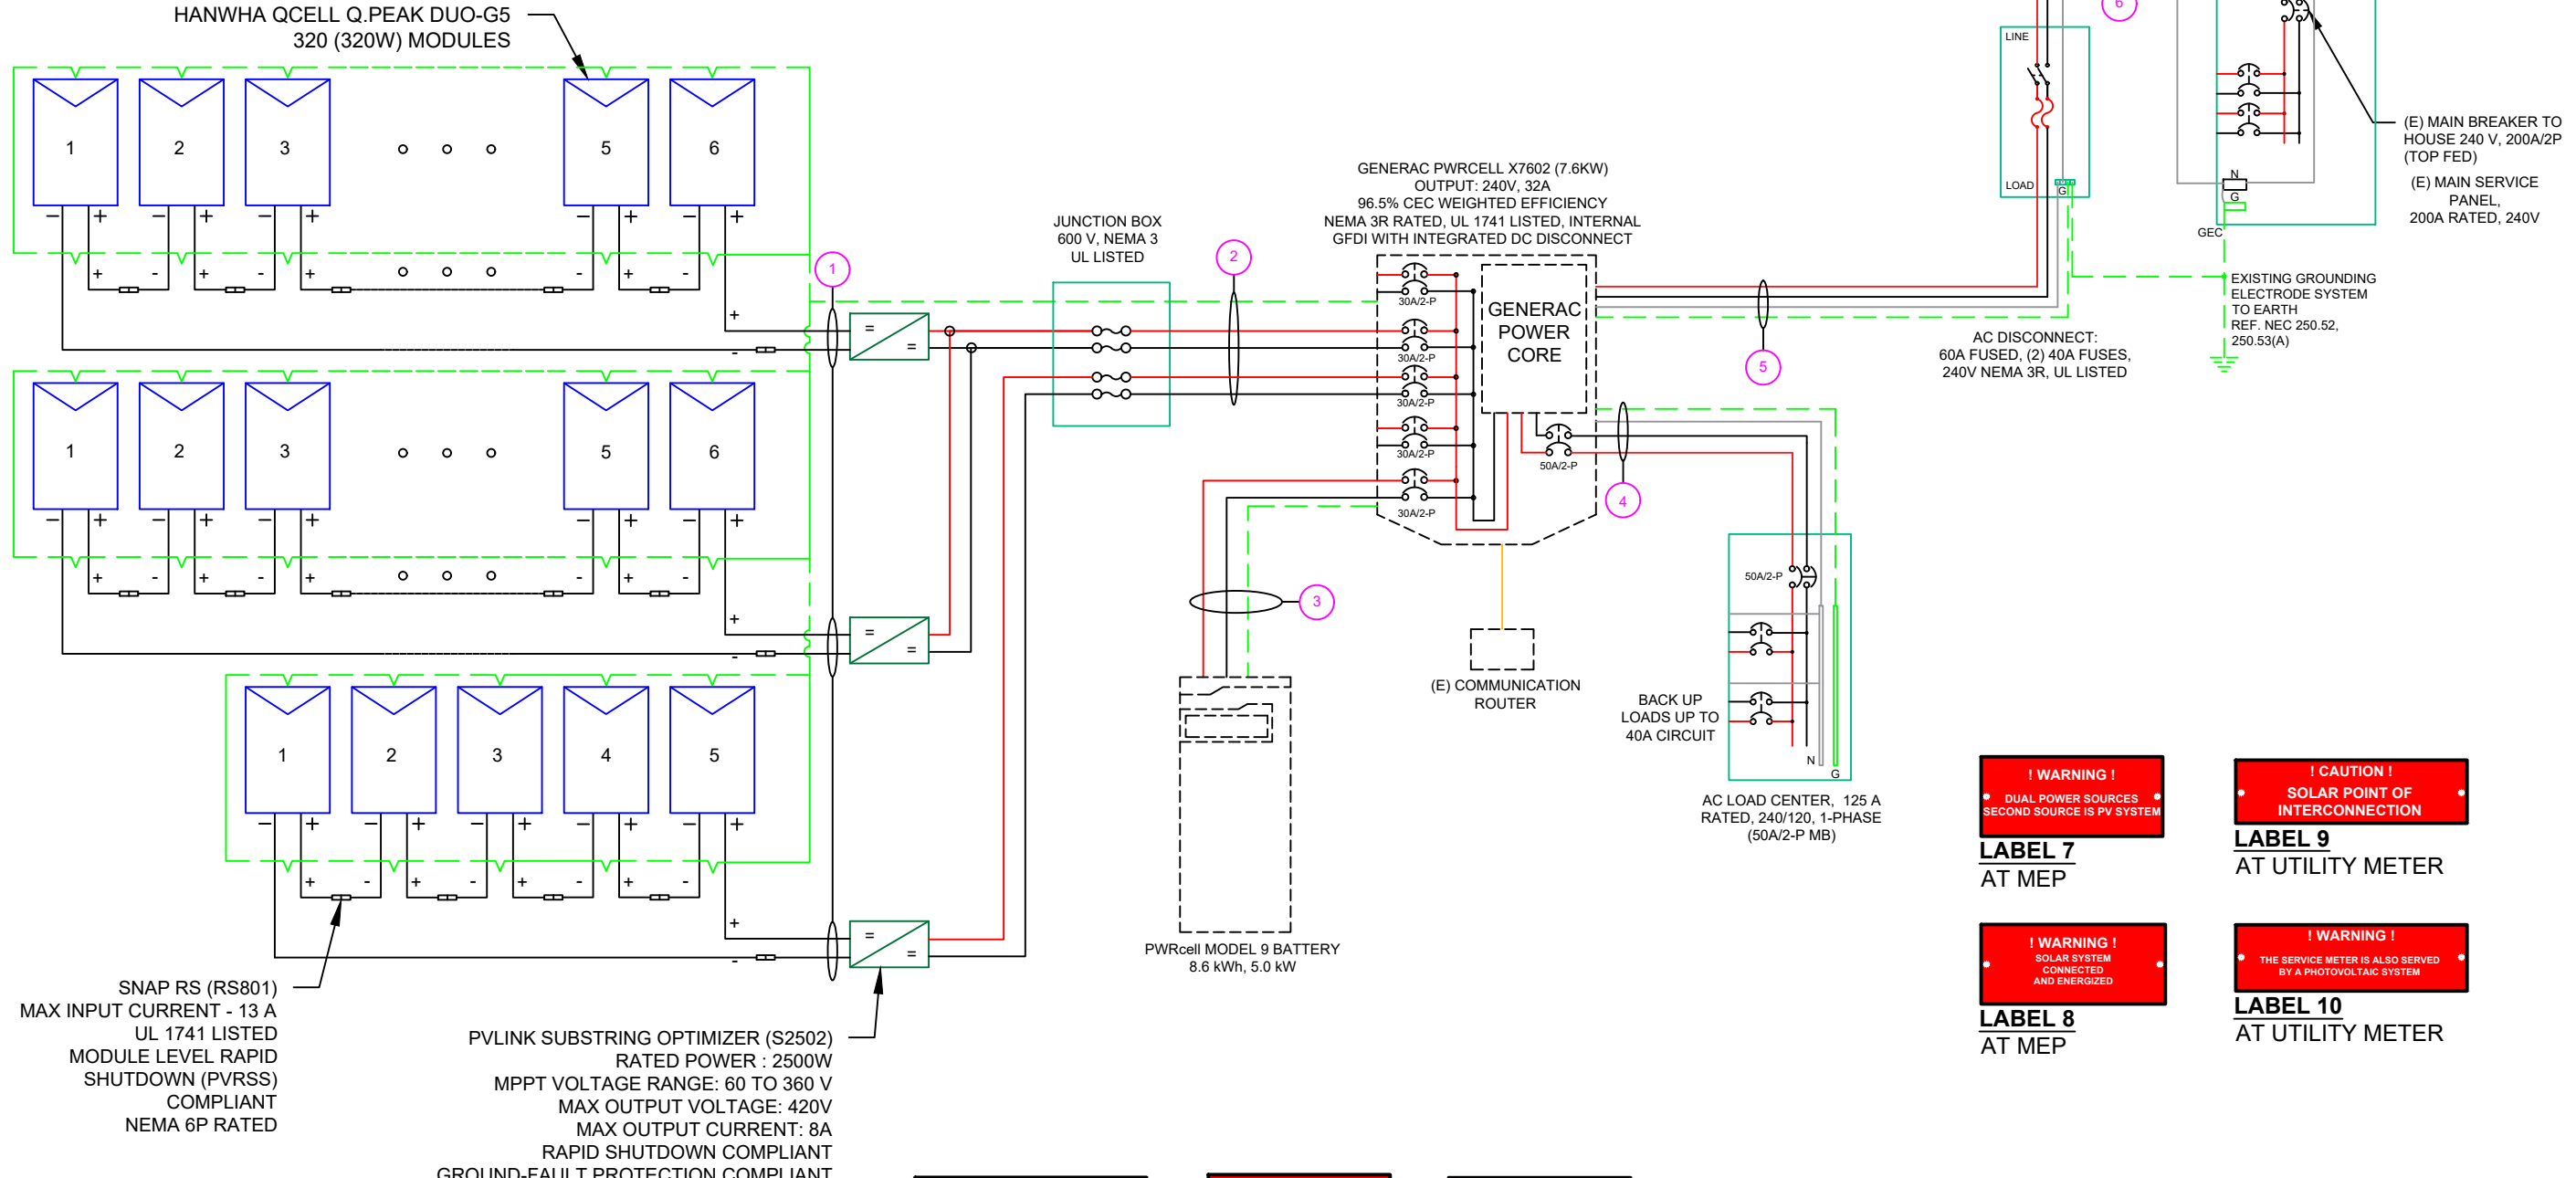 HANWHA QCELL Q.PEAK DUO-G5
320 (320W) MODULES
1 2 3 5 6
− + − + − + − + − +
+ - + - + - + -
+
-
1 2 3 5 6
− + − + − + − + − +
+ - + - + - + -
+
-
1 2 3 4 5
− + − + − + − + − +
+ - + - + - + -
+
-
1
= =
= =
= =
SNAP RS (RS801)
MAX INPUT CURRENT - 13 A
UL 1741 LISTED
MODULE LEVEL RAPID
SHUTDOWN (PVRSS)
COMPLIANT
NEMA 6P RATED
PVLINK SUBSTRING OPTIMIZER (S2502)
RATED POWER : 2500W
MPPT VOLTAGE RANGE: 60 TO 360 V
MAX OUTPUT VOLTAGE: 420V
MAX OUTPUT CURRENT: 8A
RAPID SHUTDOWN COMPLIANT
GROUND-FAULT PROTECTION COMPLIANT
JUNCTION BOX
600 V, NEMA 3
UL LISTED
2
GENERAC PWRCELL X7602 (7.6KW)
OUTPUT: 240V, 32A
96.5% CEC WEIGHTED EFFICIENCY
NEMA 3R RATED, UL 1741 LISTED, INTERNAL
GFDI WITH INTEGRATED DC DISCONNECT
30A/2-P
30A/2-P
30A/2-P
30A/2-P
30A/2-P
GENERAC
POWER
CORE
50A/2-P
3
PWRcell MODEL 9 BATTERY
8.6 kWh, 5.0 kW
(E) COMMUNICATION
ROUTER
4
5
50A/2-P
BACK UP
LOADS UP TO
40A CIRCUIT
N
G
AC LOAD CENTER, 125 A
RATED, 240/120, 1-PHASE
(50A/2-P MB)
6
LINE
LOAD
G
AC DISCONNECT:
60A FUSED, (2) 40A FUSES,
240V NEMA 3R, UL LISTED
(E) MAIN BREAKER TO
HOUSE 240 V, 200A/2P
(TOP FED)
(E) MAIN SERVICE
PANEL,
200A RATED, 240V
N
G
GEC
EXISTING GROUNDING
ELECTRODE SYSTEM
TO EARTH
REF. NEC 250.52,
250.53(A)
! WARNING !
DUAL POWER SOURCES
SECOND SOURCE IS PV SYSTEM
LABEL 7
AT MEP
! CAUTION !
SOLAR POINT OF
INTERCONNECTION
LABEL 9
AT UTILITY METER
! WARNING !
SOLAR SYSTEM
CONNECTED
AND ENERGIZED
LABEL 8
AT MEP
! WARNING !
THE SERVICE METER IS ALSO SERVED
BY A PHOTOVOLTAIC SYSTEM
LABEL 10
AT UTILITY METER